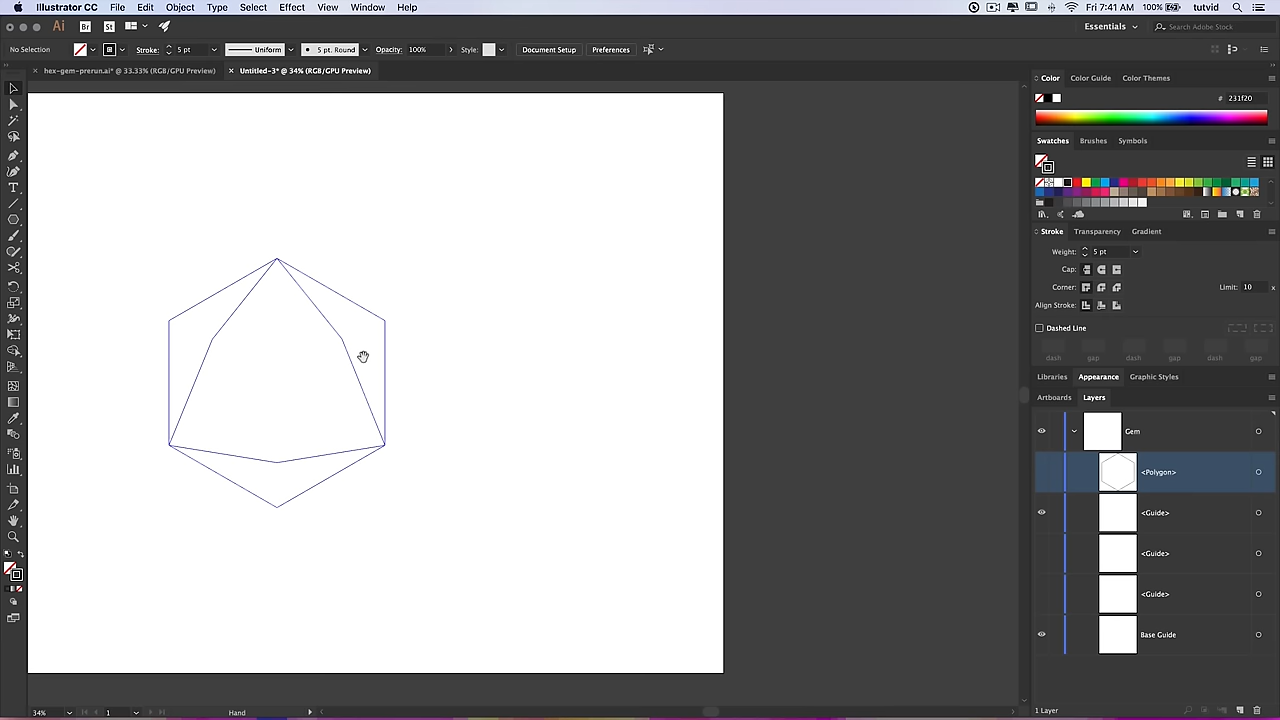 Illustrator CC File Edit Object Type Select Effect View Window Help
Fri 7:41 AM 100% tutvid
Ai Br St Essentials Search Adobe Stock
No Selection Stroke: 5 pt Uniform 5 pt. Round Opacity: 100% Style: Document Setup Preferences
× hex-gem-prerun.ai* @ 33.33% (RGB/GPU Preview) × Untitled-3* @ 34% (RGB/GPU Preview)
Color Color Guide Color Themes
# 231f20
Swatches Brushes Symbols
Stroke Transparency Gradient
Weight: 5 pt
Cap:
Corner: Limit: 10 x
Align Stroke:
Dashed Line
dash gap dash gap dash gap
Libraries Appearance Graphic Styles
Artboards Layers
Gem
<Polygon>
<Guide>
<Guide>
<Guide>
Base Guide
34% 1 Hand 1 Layer